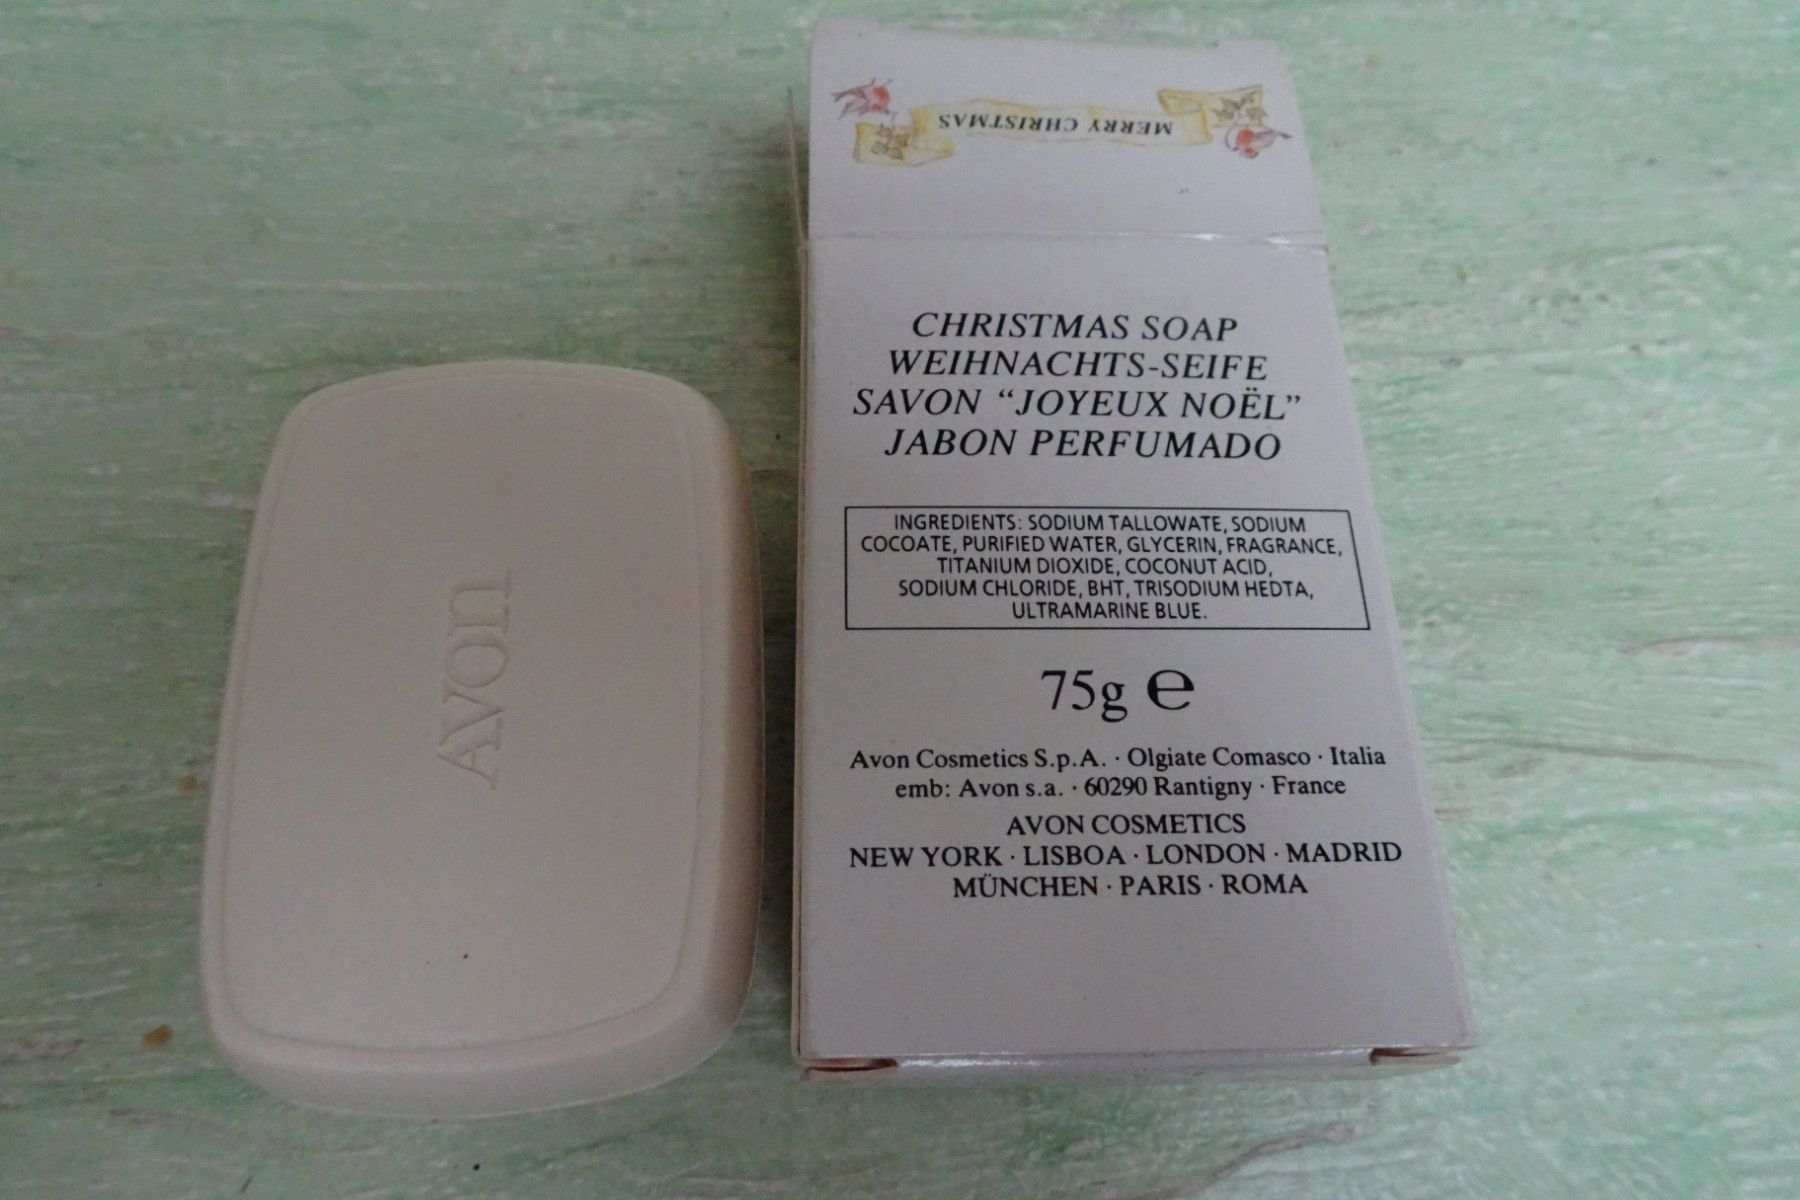 MERRY CHRISTMAS
CHRISTMAS SOAP
WEIHNACHTS-SEIFE
SAVON “JOYEUX NOËL”
JABON PERFUMADO
INGREDIENTS: SODIUM TALLOWATE, SODIUM
COCOATE, PURIFIED WATER, GLYCERIN, FRAGRANCE,
TITANIUM DIOXIDE, COCONUT ACID,
SODIUM CHLORIDE, BHT, TRISODIUM HEDTA,
ULTRAMARINE BLUE.
75g ℮
Avon Cosmetics S.p.A. · Olgiate Comasco · Italia
emb: Avon s.a. · 60290 Rantigny · France
AVON COSMETICS
NEW YORK · LISBOA · LONDON · MADRID
MÜNCHEN · PARIS · ROMA
AVON